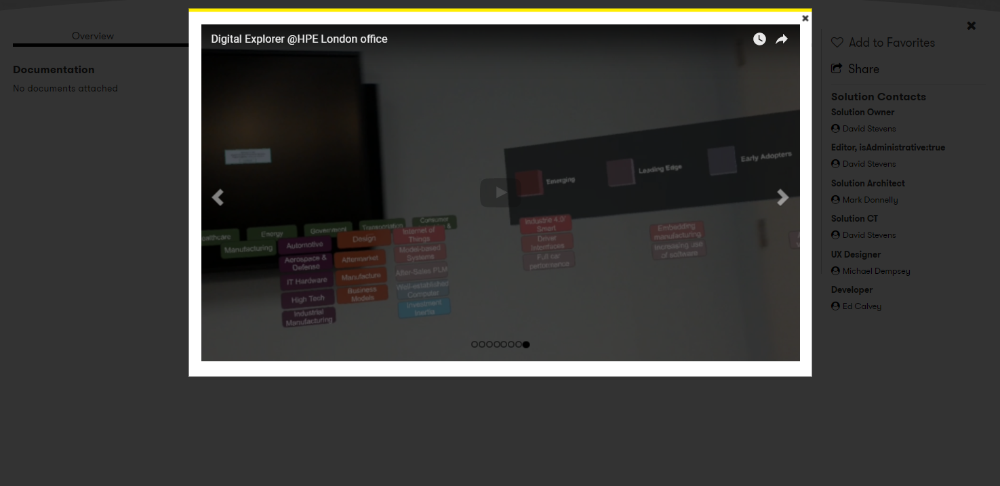 Overview
Documentation
No documents attached
Digital Explorer @HPE London office
Emerging
Leading Edge
Early Adopters
Energy
Government
Transportation
Consumer
&
Manufacturing
Automotive
Aerospace &
Defense
IT Hardware
High Tech
Industrial
Manufacturing
Design
Aftermarket
Manufacture
Business
Models
Internet of
Things
Model-based
Systems
After-Sales PLM
Well-established
Computer
Investment
Inertia
Industrie 4.0/
Smart
Driver
Interfaces
Full car
performance
Embedding
manufacturing
Increasing use
of software
Add to Favorites
Share
Solution Contacts
Solution Owner
David Stevens
Editor, isAdministrative:true
David Stevens
Solution Architect
Mark Donnelly
Solution CT
David Stevens
UX Designer
Michael Dempsey
Developer
Ed Calvey